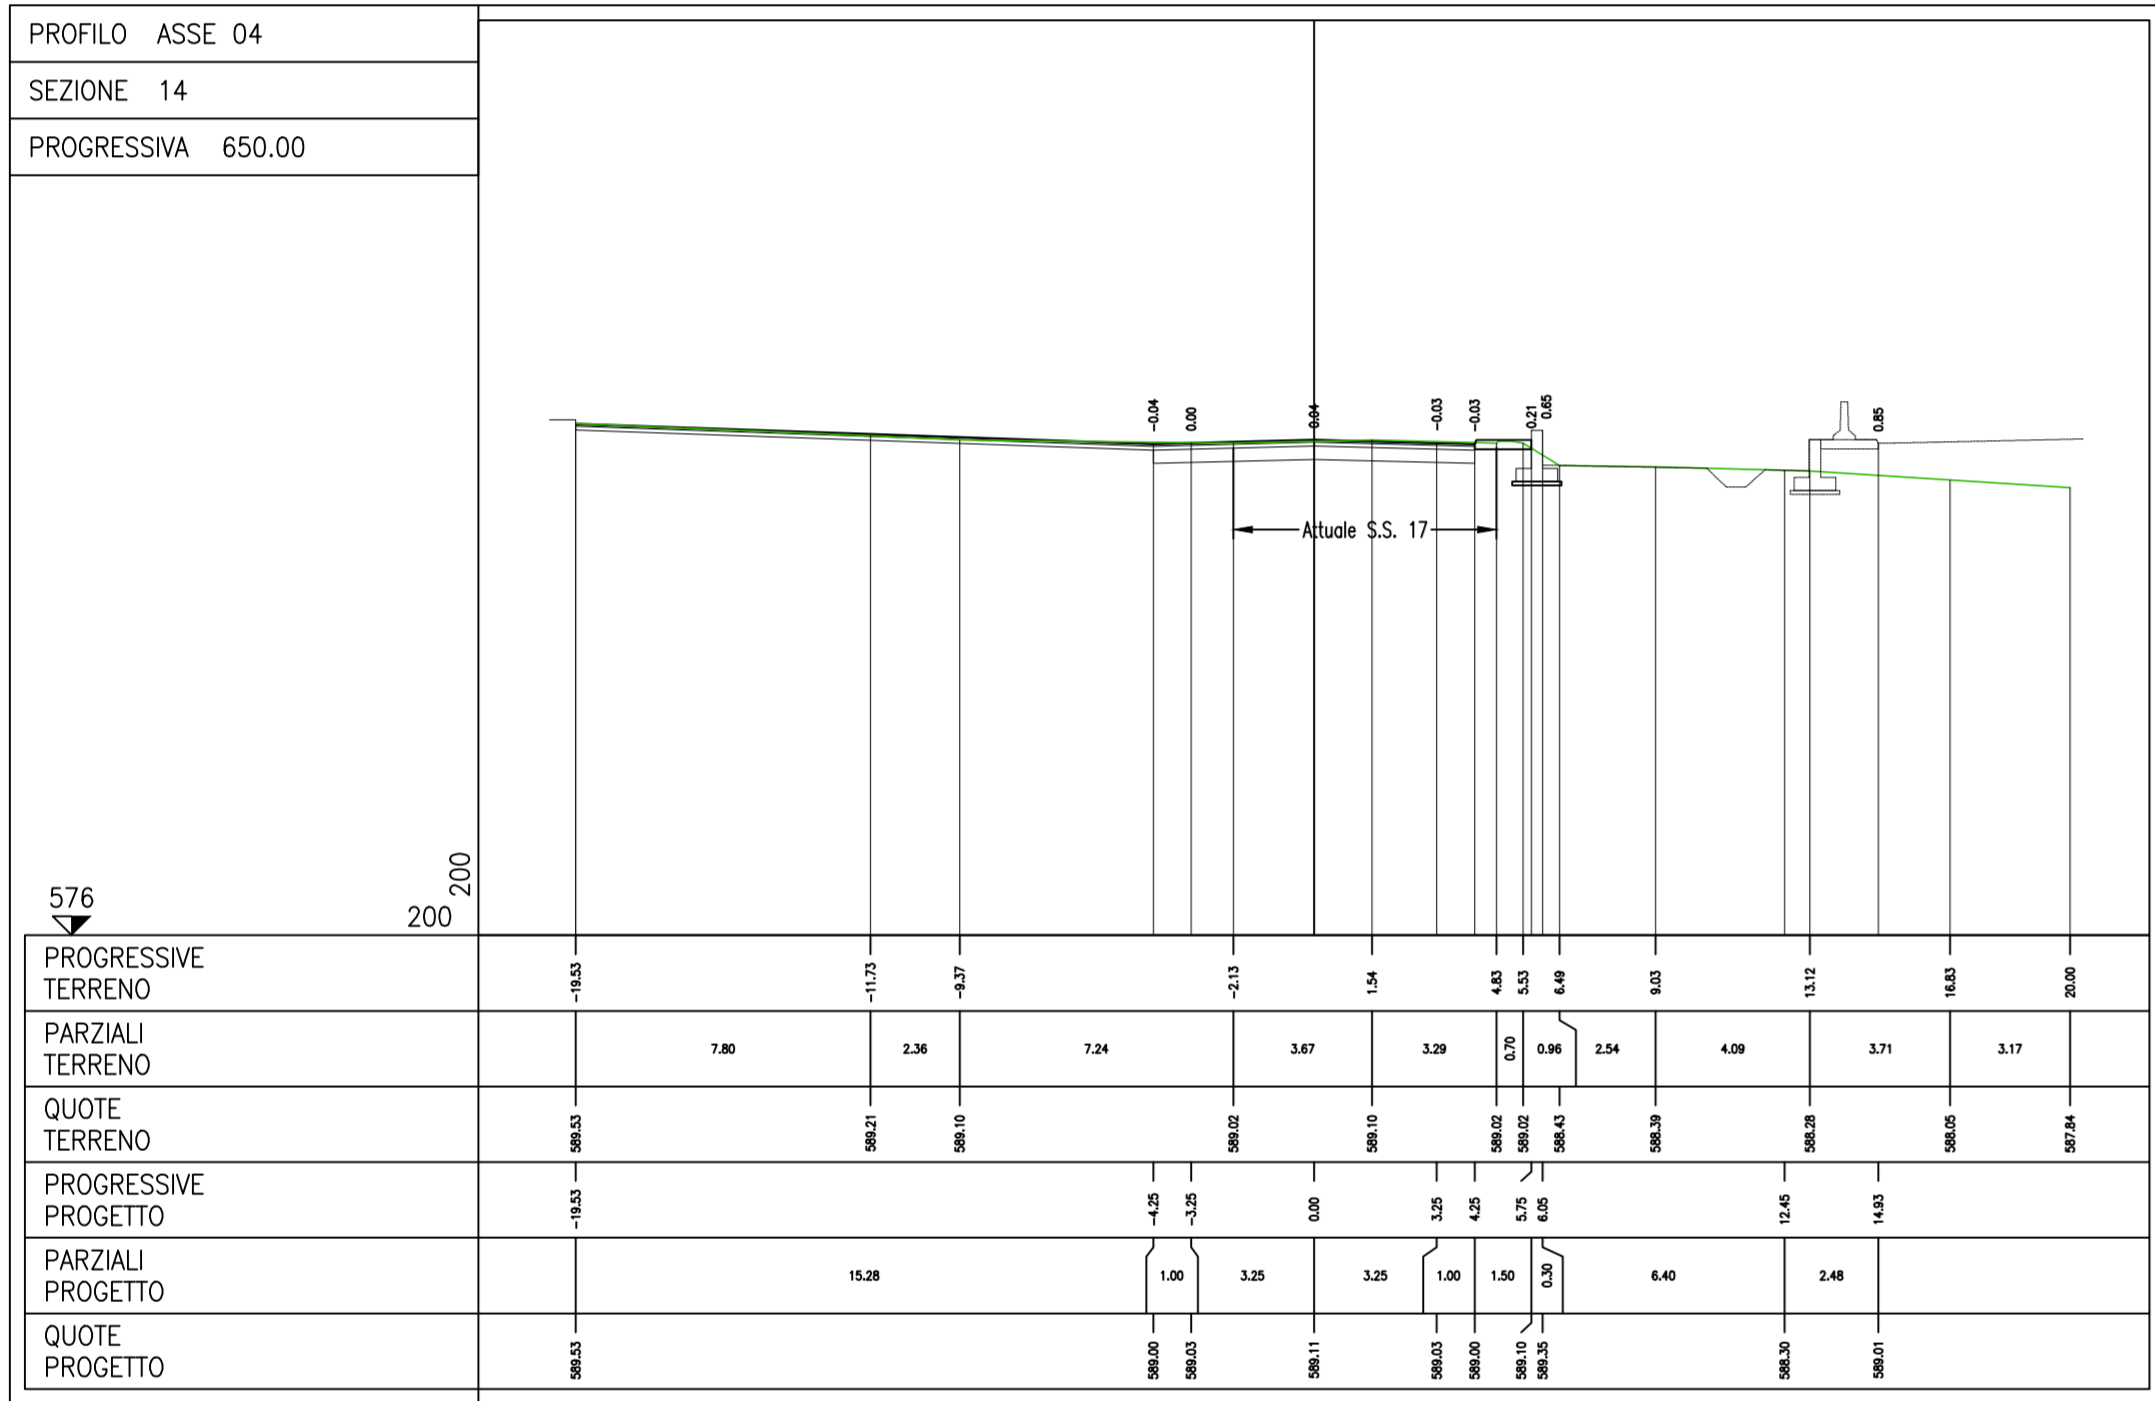 PROFILO ASSE 04
SEZIONE 14
PROGRESSIVA 650.00
-0.04 0.00 0.04 -0.03 -0.03 0.21 0.65 0.85
Attuale S.S. 17
576
200
200
PROGRESSIVE
TERRENO
-19.53 -11.73 -9.37 -2.13 1.54 4.83 5.53 6.49 9.03 13.12 16.83 20.00
PARZIALI
TERRENO
7.80 2.36 7.24 3.67 3.29 0.70 0.96 2.54 4.09 3.71 3.17
QUOTE
TERRENO
589.53 589.21 589.10 589.02 589.10 589.02 589.02 588.43 588.39 588.28 588.05 587.84
PROGRESSIVE
PROGETTO
-19.53 -4.25 -3.25 0.00 3.25 4.25 5.75 6.05 12.45 14.93
PARZIALI
PROGETTO
15.28 1.00 3.25 3.25 1.00 1.50 0.30 6.40 2.48
QUOTE
PROGETTO
589.53 589.00 589.03 589.11 589.03 589.00 589.10 589.35 588.30 589.01